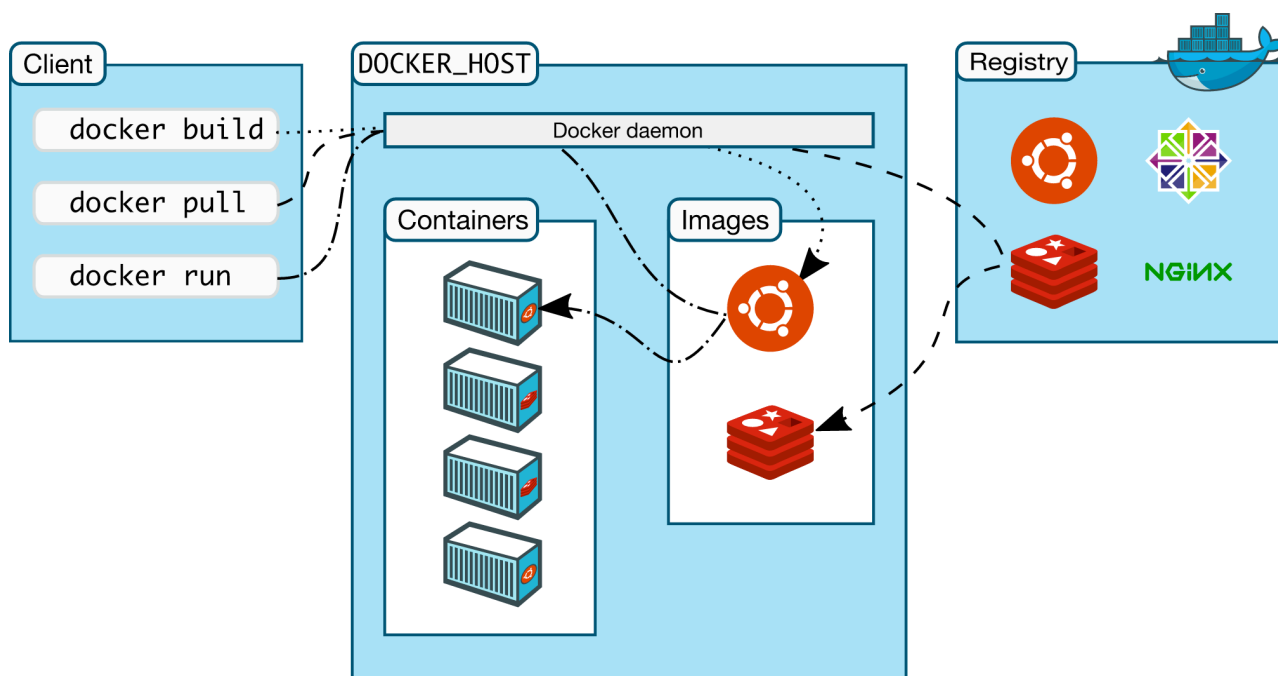 Client
docker build
docker pull
docker run
DOCKER_HOST
Docker daemon
Containers
Images
Registry
NGiNX